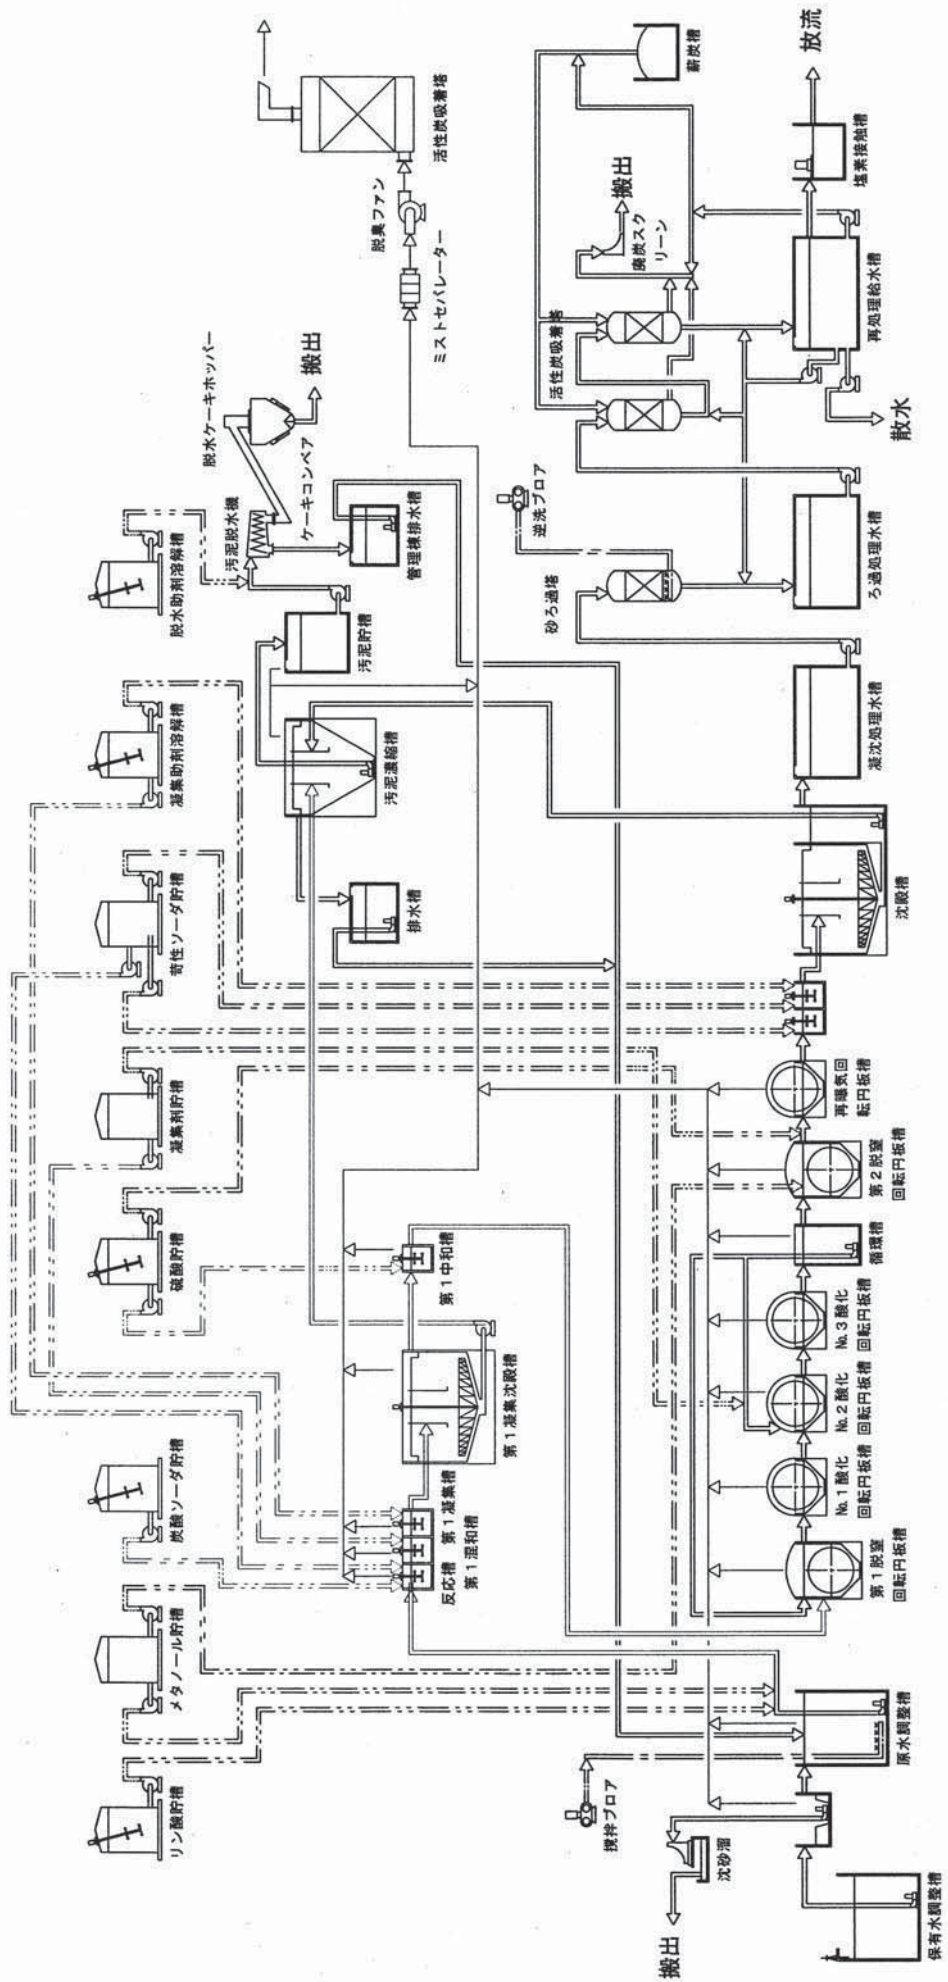 リン酸貯槽
メタノール貯槽
炭酸ソーダ貯槽
硫酸貯槽
凝集剤貯槽
苛性ソーダ貯槽
凝集助剤溶解槽
脱水助剤溶解槽
汚泥脱水機
脱水ケーキホッパー
ケーキコンベア
搬出
汚泥貯槽
管理棟排水槽
汚泥濃縮槽
排水槽
脱臭ファン
ミストセパレーター
活性炭吸着塔
反応槽
第1混和槽
第1凝集槽
第1凝集沈殿槽
第1中和槽
撹拌ブロア
沈砂溜
搬出
保有水調整槽
原水調整槽
第1脱窒
回転円板槽
No.1酸化
回転円板槽
No.2酸化
回転円板槽
No.3酸化
回転円板槽
循環槽
第2脱窒
回転円板槽
再曝気回
転円板槽
沈殿槽
凝沈処理水槽
砂ろ過塔
逆洗ブロア
ろ過処理水槽
活性炭吸着塔
廃炭スク
リーン
搬出
薪炭槽
散水
再処理給水槽
塩素接触槽
放流